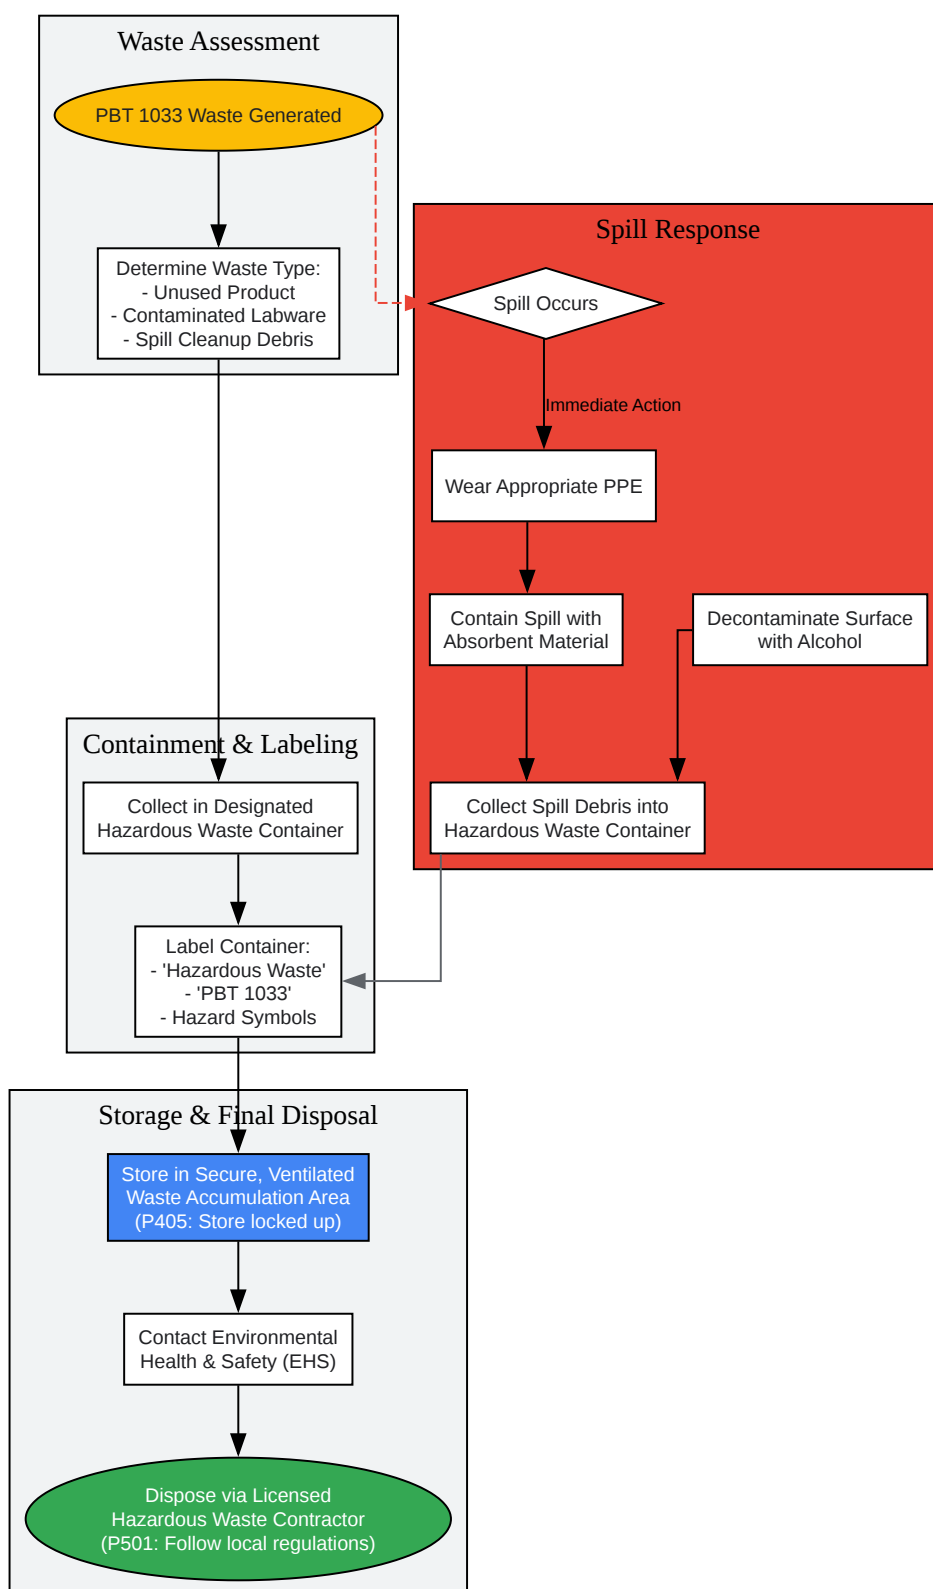 Waste Assessment
PBT 1033 Waste Generated
Determine Waste Type:
- Unused Product
- Contaminated Labware
- Spill Cleanup Debris
Spill Response
Spill Occurs
Immediate Action
Wear Appropriate PPE
Contain Spill with
Absorbent Material
Decontaminate Surface
with Alcohol
Collect Spill Debris into
Hazardous Waste Container
Containment & Labeling
Collect in Designated
Hazardous Waste Container
Label Container:
- 'Hazardous Waste'
- 'PBT 1033'
- Hazard Symbols
Storage & Final Disposal
Store in Secure, Ventilated
Waste Accumulation Area
(P405: Store locked up)
Contact Environmental
Health & Safety (EHS)
Dispose via Licensed
Hazardous Waste Contractor
(P501: Follow local regulations)